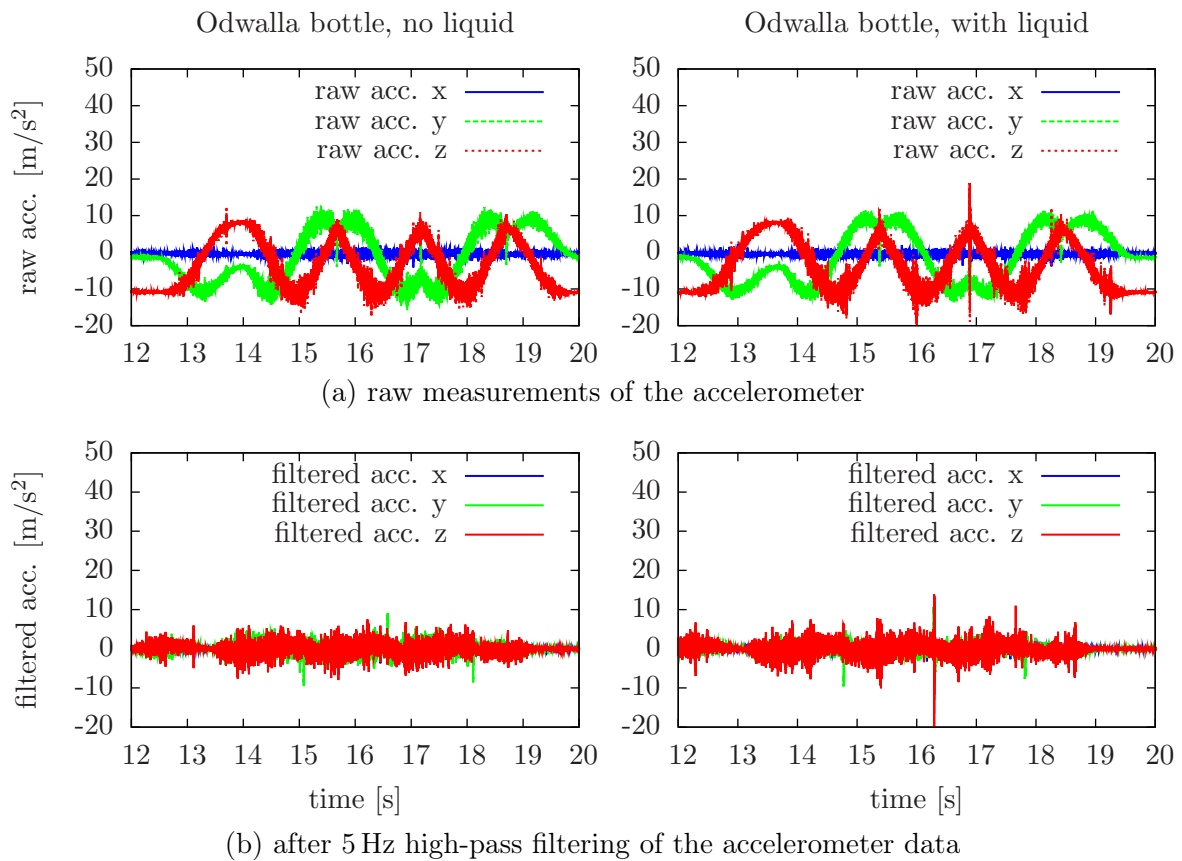 Odwalla bottle, no liquid
Odwalla bottle, with liquid
raw acc. [m/s²]
50
40
30
20
10
0
-10
-20
raw acc. x
raw acc. y
raw acc. z
12 13 14 15 16 17 18 19 20
50
40
30
20
10
0
-10
-20
raw acc. x
raw acc. y
raw acc. z
12 13 14 15 16 17 18 19 20
(a) raw measurements of the accelerometer
filtered acc. [m/s²]
50
40
30
20
10
0
-10
-20
filtered acc. x
filtered acc. y
filtered acc. z
12 13 14 15 16 17 18 19 20
time [s]
50
40
30
20
10
0
-10
-20
filtered acc. x
filtered acc. y
filtered acc. z
12 13 14 15 16 17 18 19 20
time [s]
(b) after 5 Hz high-pass filtering of the accelerometer data